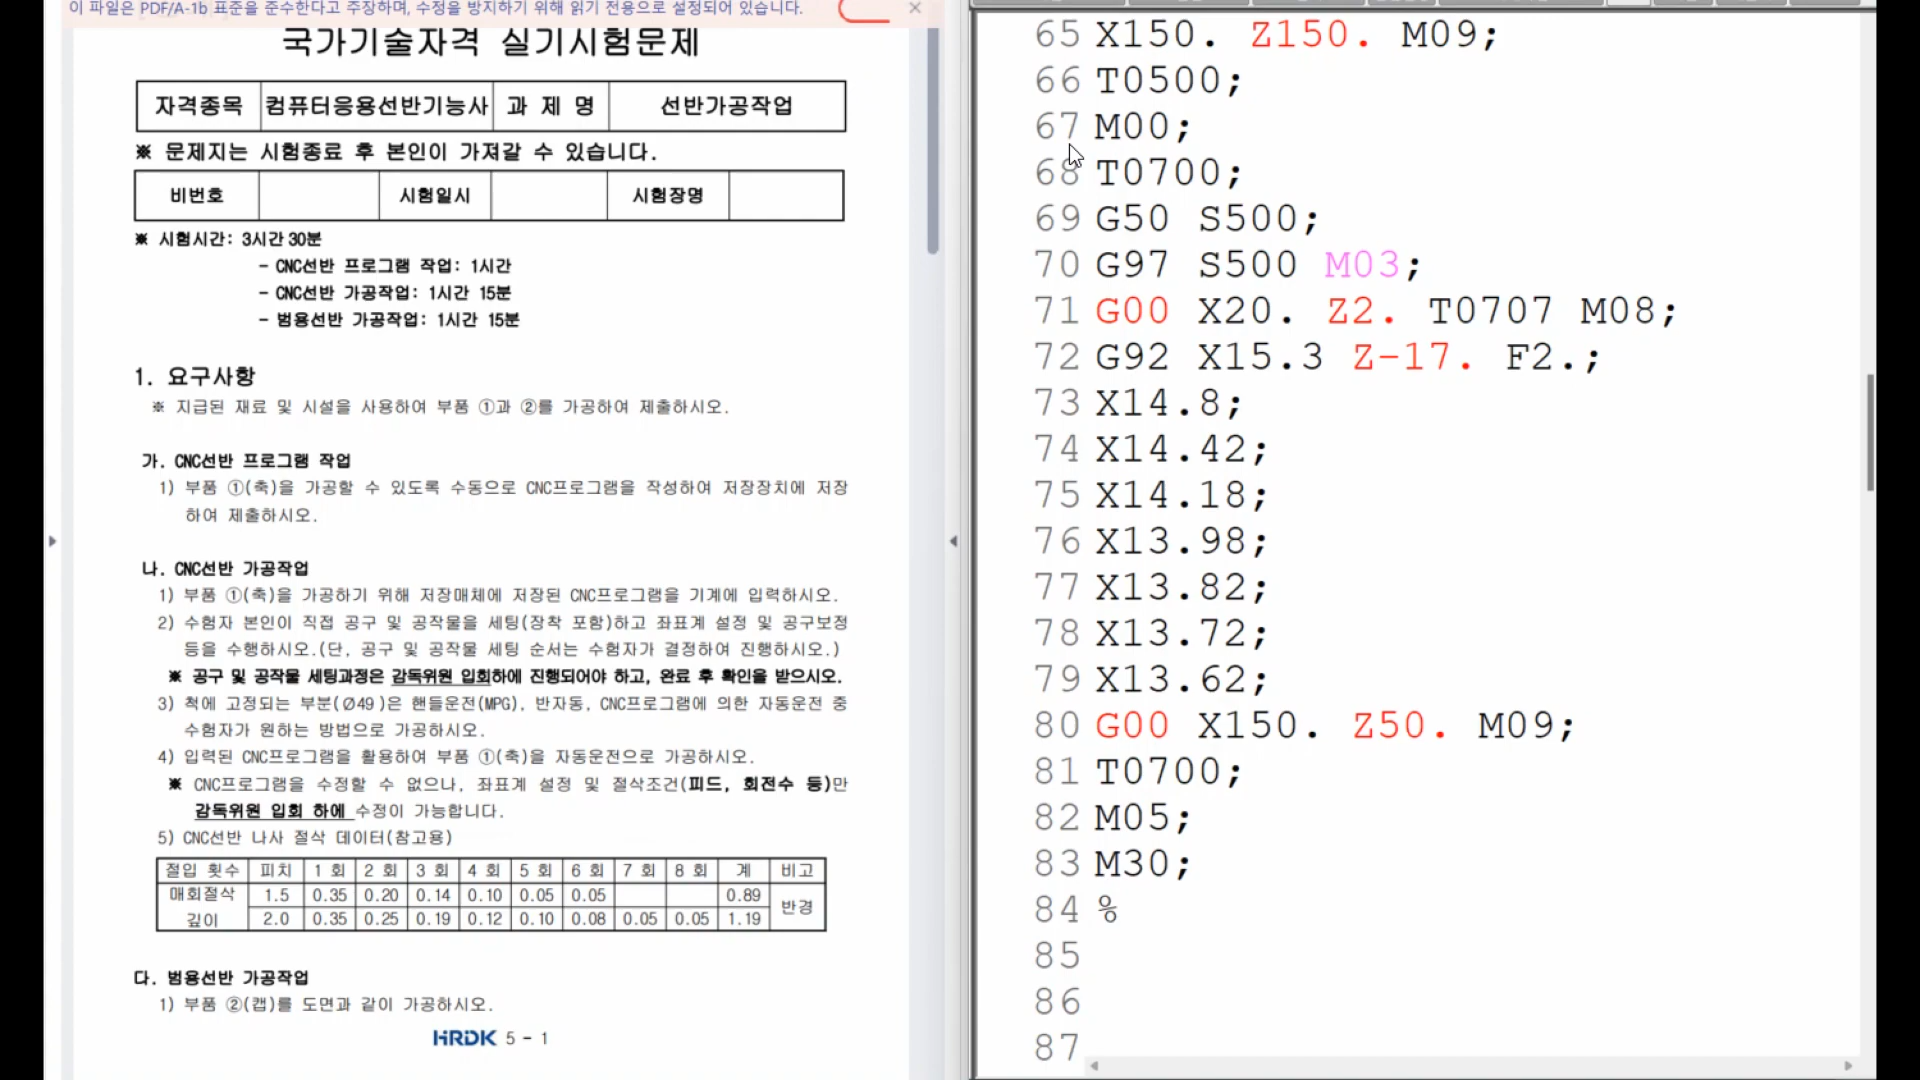 이 파일은 PDF/A-1b 표준을 준수한다고 주장하며, 수정을 방지하기 위해 읽기 전용으로 설정되어 있습니다.
국가기술자격 실기시험문제
자격종목 컴퓨터응용선반기능사 과 제 명 선반가공작업
※ 문제지는 시험종료 후 본인이 가져갈 수 있습니다.
비번호 시험일시 시험장명
※ 시험시간: 3시간 30분
- CNC선반 프로그램 작업: 1시간
- CNC선반 가공작업: 1시간 15분
- 범용선반 가공작업: 1시간 15분
1. 요구사항
※ 지급된 재료 및 시설을 사용하여 부품 ①과 ②를 가공하여 제출하시오.
가. CNC선반 프로그램 작업
1) 부품 ①(축)을 가공할 수 있도록 수동으로 CNC프로그램을 작성하여 저장장치에 저장
하여 제출하시오.
나. CNC선반 가공작업
1) 부품 ①(축)을 가공하기 위해 저장매체에 저장된 CNC프로그램을 기계에 입력하시오.
2) 수험자 본인이 직접 공구 및 공작물을 세팅(장착 포함)하고 좌표계 설정 및 공구보정
등을 수행하시오.(단, 공구 및 공작물 세팅 순서는 수험자가 결정하여 진행하시오.)
※ 공구 및 공작물 세팅과정은 감독위원 입회하에 진행되어야 하고, 완료 후 확인을 받으시오.
3) 척에 고정되는 부분(∅49)은 핸들운전(MPG), 반자동, CNC프로그램에 의한 자동운전 중
수험자가 원하는 방법으로 가공하시오.
4) 입력된 CNC프로그램을 활용하여 부품 ①(축)을 자동운전으로 가공하시오.
※ CNC프로그램을 수정할 수 없으나, 좌표계 설정 및 절삭조건(피드, 회전수 등)만
감독위원 입회 하에 수정이 가능합니다.
5) CNC선반 나사 절삭 데이터(참고용)
절입 횟수 피치 1 회 2 회 3 회 4 회 5 회 6 회 7 회 8 회 계 비고
매회절삭 1.5 0.35 0.20 0.14 0.10 0.05 0.05 0.89 반경
깊이 2.0 0.35 0.25 0.19 0.12 0.10 0.08 0.05 0.05 1.19
다. 범용선반 가공작업
1) 부품 ②(캡)를 도면과 같이 가공하시오.
HRDK 5 - 1
65 X150. Z150. M09;
66 T0500;
67 M00;
68 T0700;
69 G50 S500;
70 G97 S500 M03;
71 G00 X20. Z2. T0707 M08;
72 G92 X15.3 Z-17. F2.;
73 X14.8;
74 X14.42;
75 X14.18;
76 X13.98;
77 X13.82;
78 X13.72;
79 X13.62;
80 G00 X150. Z50. M09;
81 T0700;
82 M05;
83 M30;
84 %
85
86
87